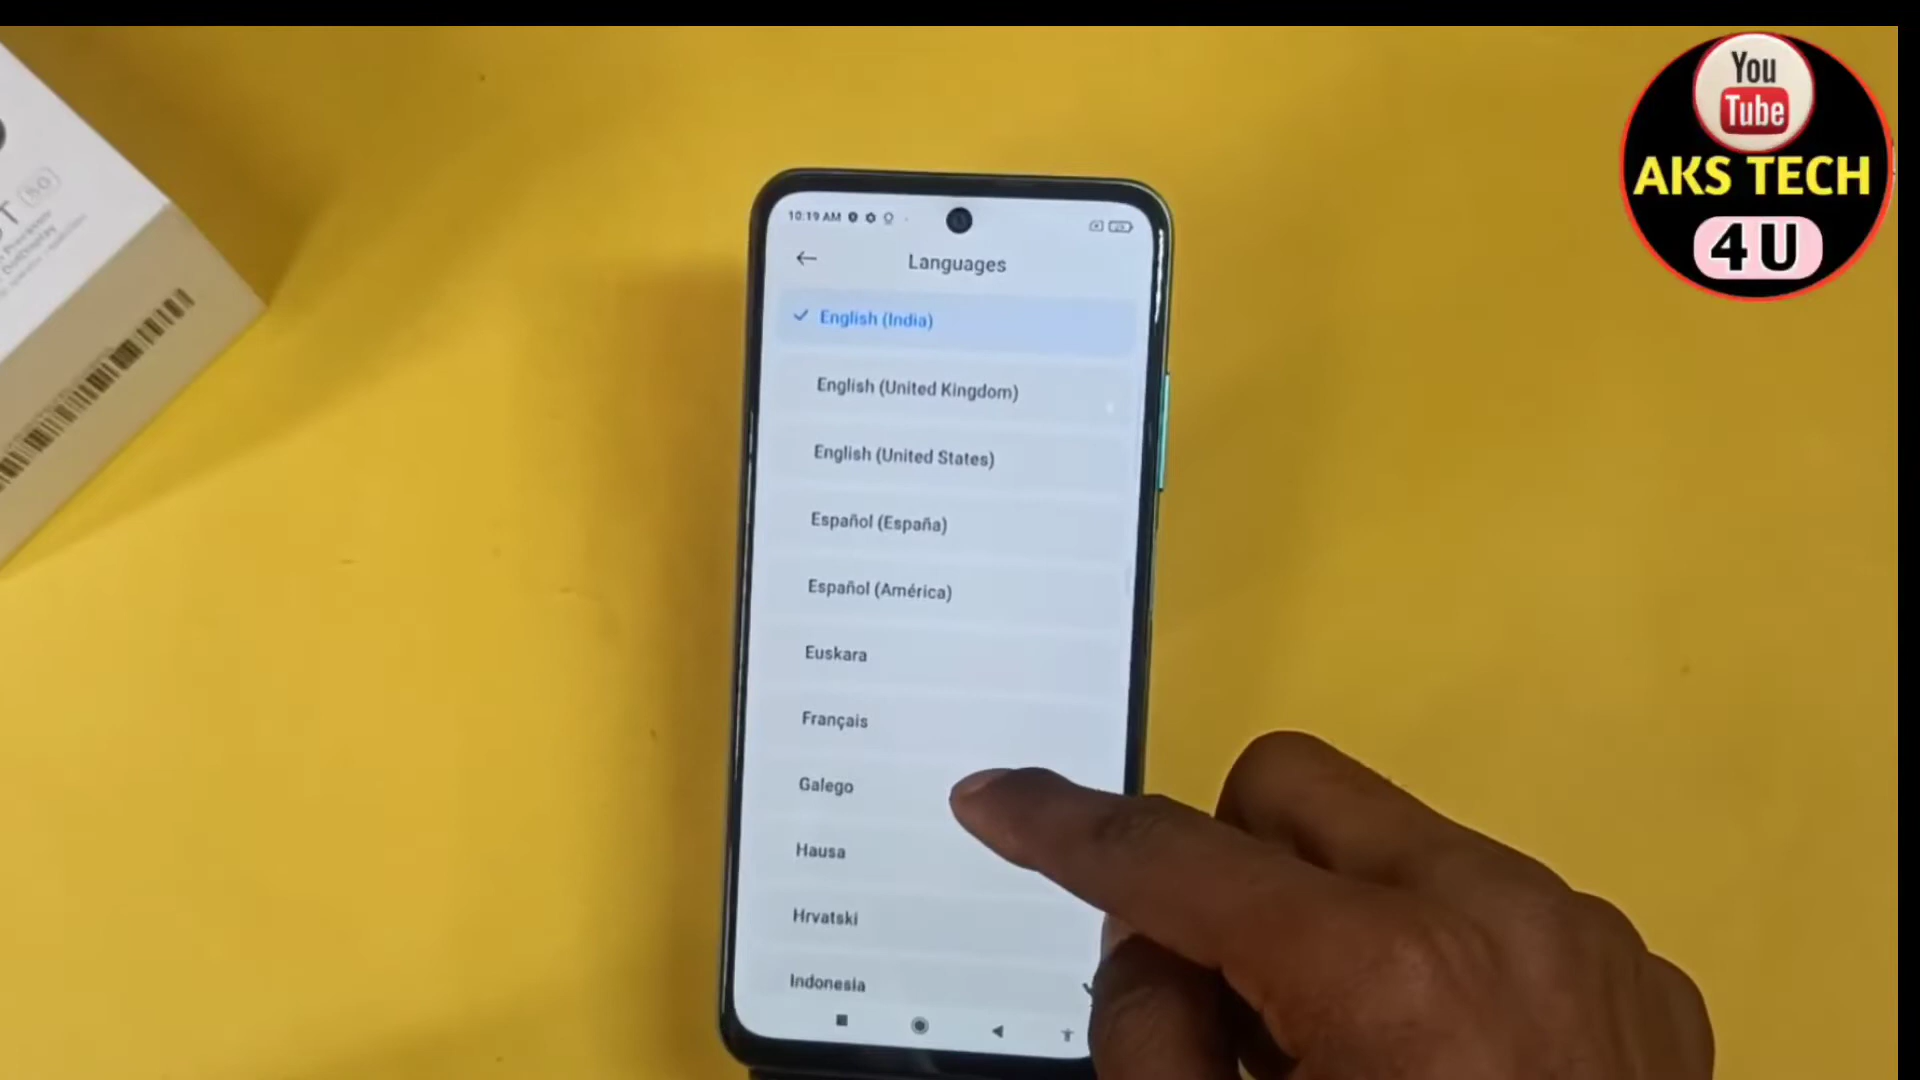 You
Tube
AKS TECH
4U
10:19 AM
Languages
English (India)
English (United Kingdom)
English (United States)
Español (España)
Español (América)
Euskara
Français
Galego
Hausa
Hrvatski
Indonesia